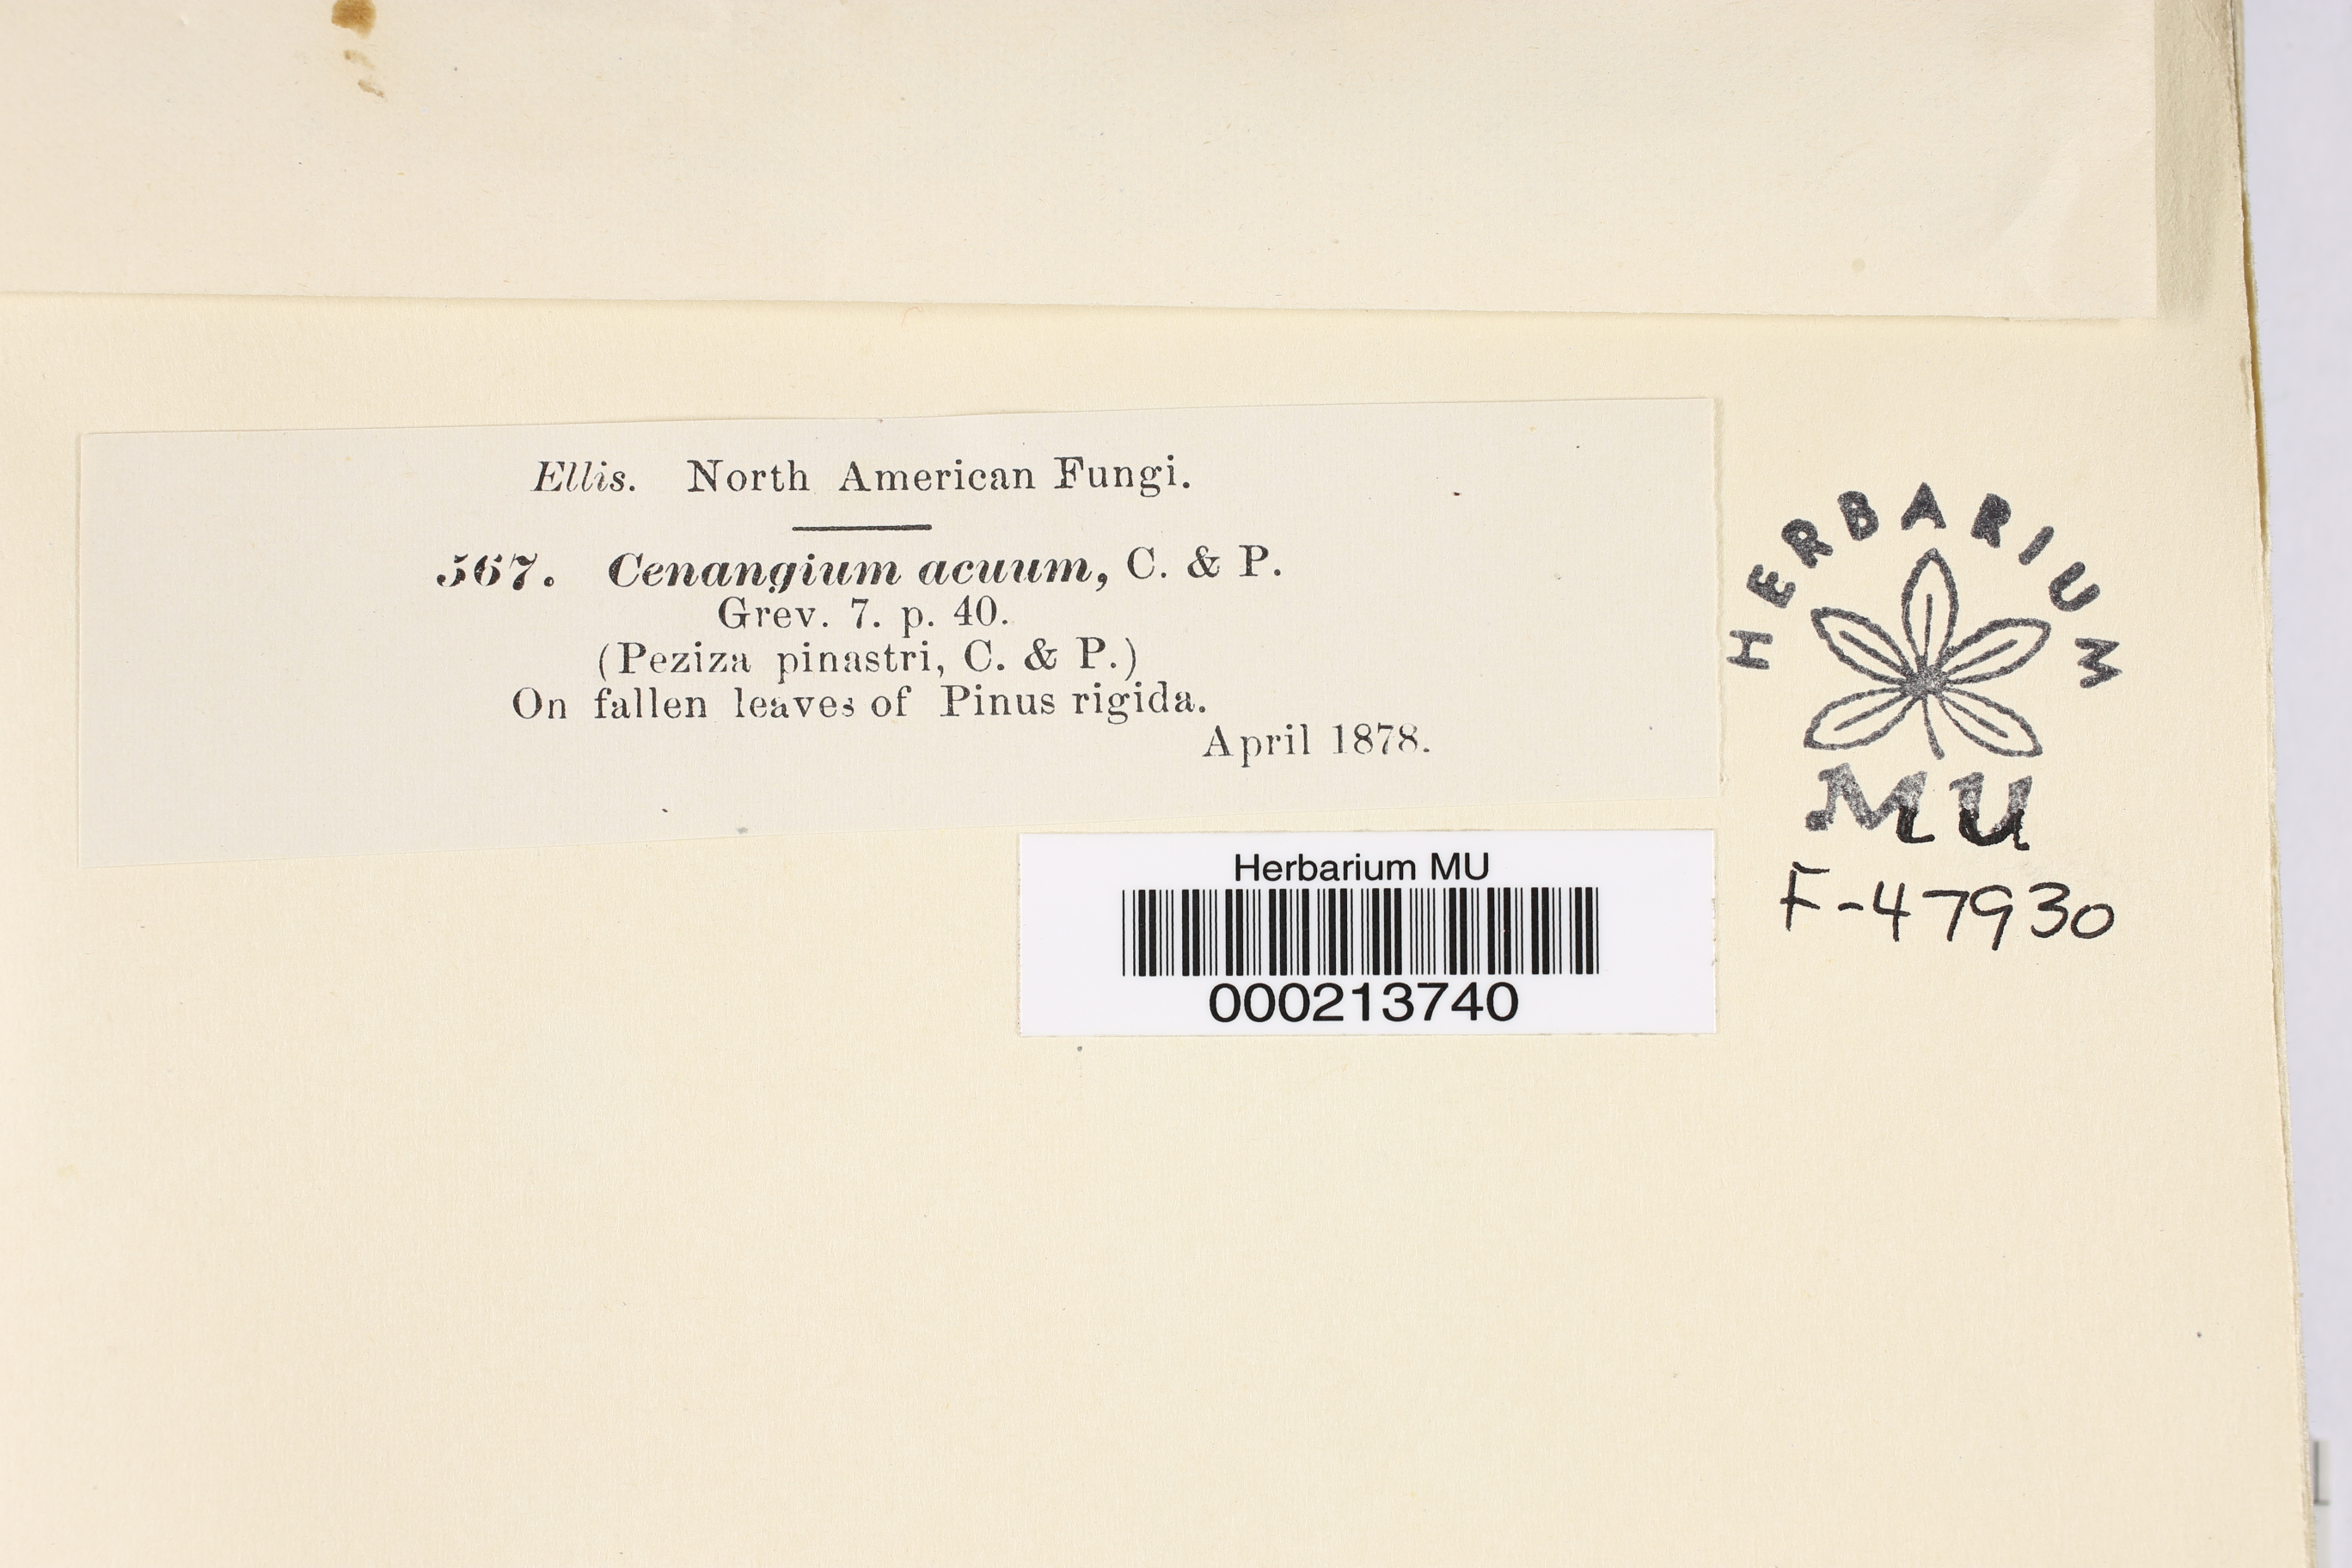 Ellis. North American Fungi.
567. Cenangium acuum, C. & P.
Grev. 7. p. 40.
(Peziza pinastri, C. & P.)
On fallen leaves of Pinus rigida.
April 1878.
HERBARIUM
MU
F-47930
Herbarium MU
000213740